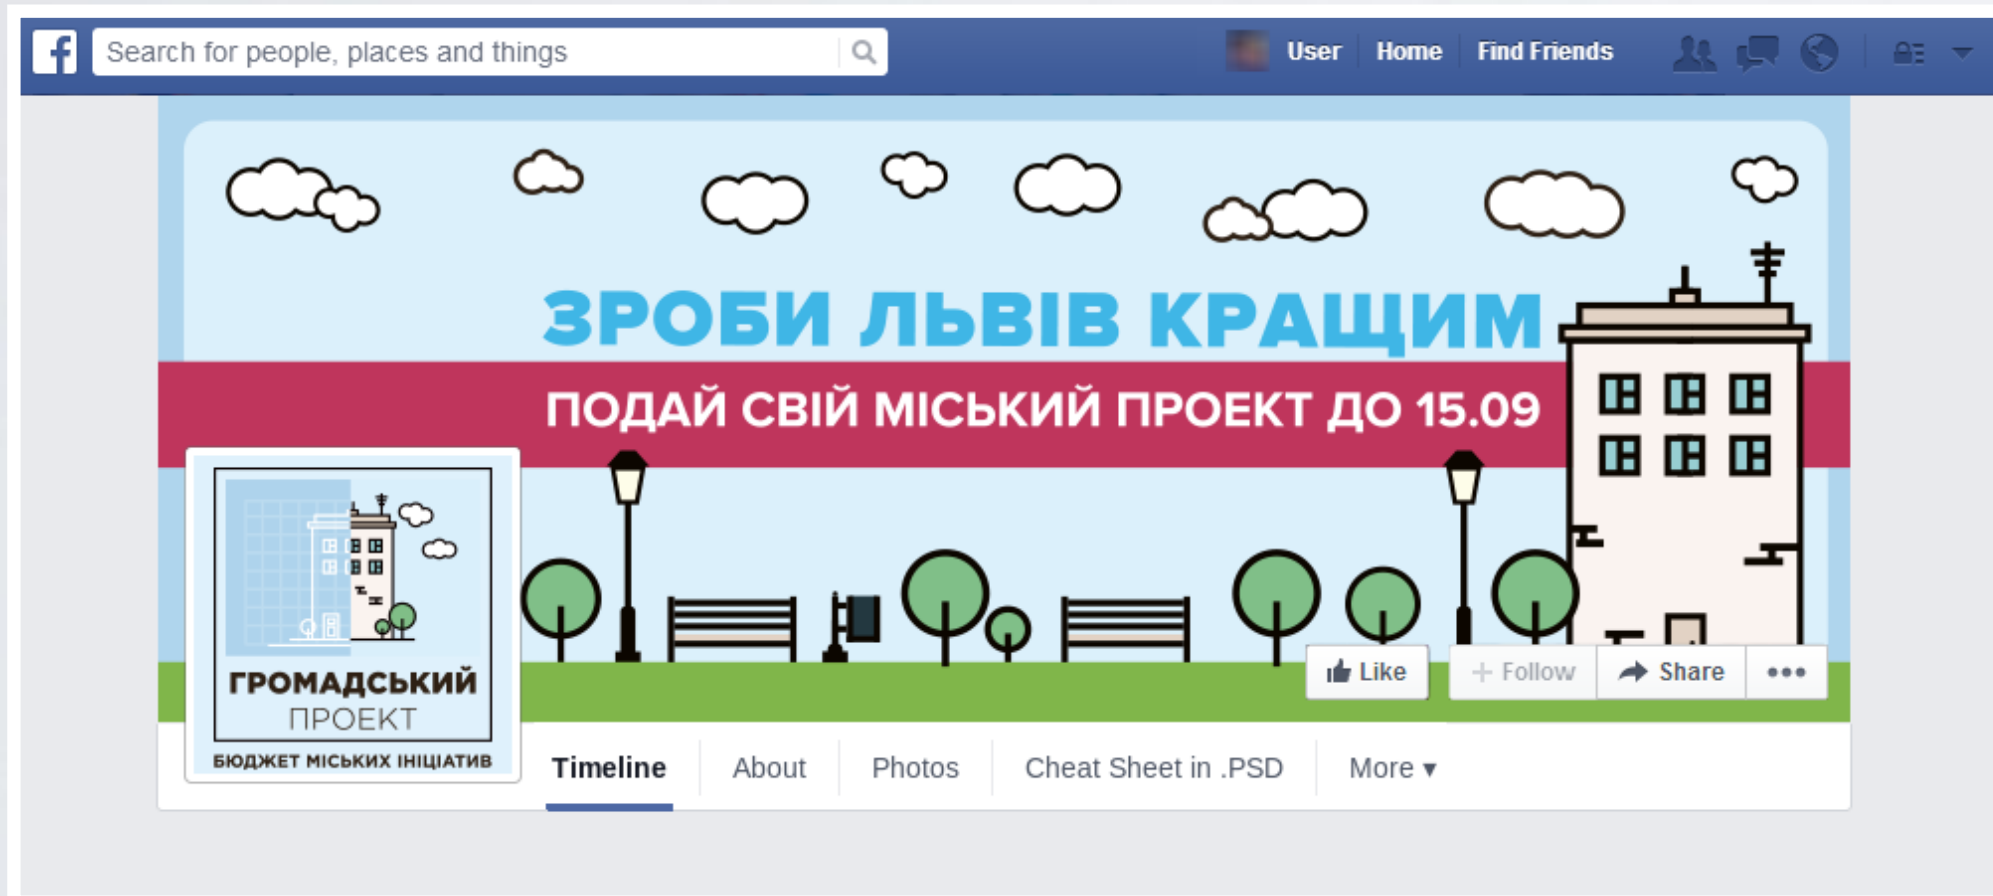 Search for people, places and things
User Home Find Friends
ЗРОБИ ЛЬВІВ КРАЩИМ
ПОДАЙ СВІЙ МІСЬКИЙ ПРОЕКТ ДО 15.09
ГРОМАДСЬКИЙ
ПРОЕКТ
БЮДЖЕТ МІСЬКИХ ІНІЦІАТИВ
Like + Follow Share
Timeline About Photos Cheat Sheet in .PSD More ▾